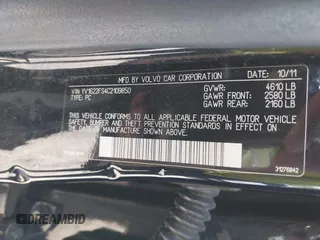 MFD BY VOLVO CAR CORPORATION
DATE 10/11
VIN: YV1622FS4C2109850
TYPE: PC
GVWR: 4610 LB
GAWR FRONT: 2580 LB
GAWR REAR: 2160 LB
THIS VEHICLE CONFORMS TO ALL APPLICABLE FEDERAL MOTOR VEHICLE
SAFETY, BUMPER AND THEFT PREVENTION STANDARDS IN EFFECT ON
THE DATE OF MANUFACTURE SHOWN ABOVE.
31276842
DREAMBID